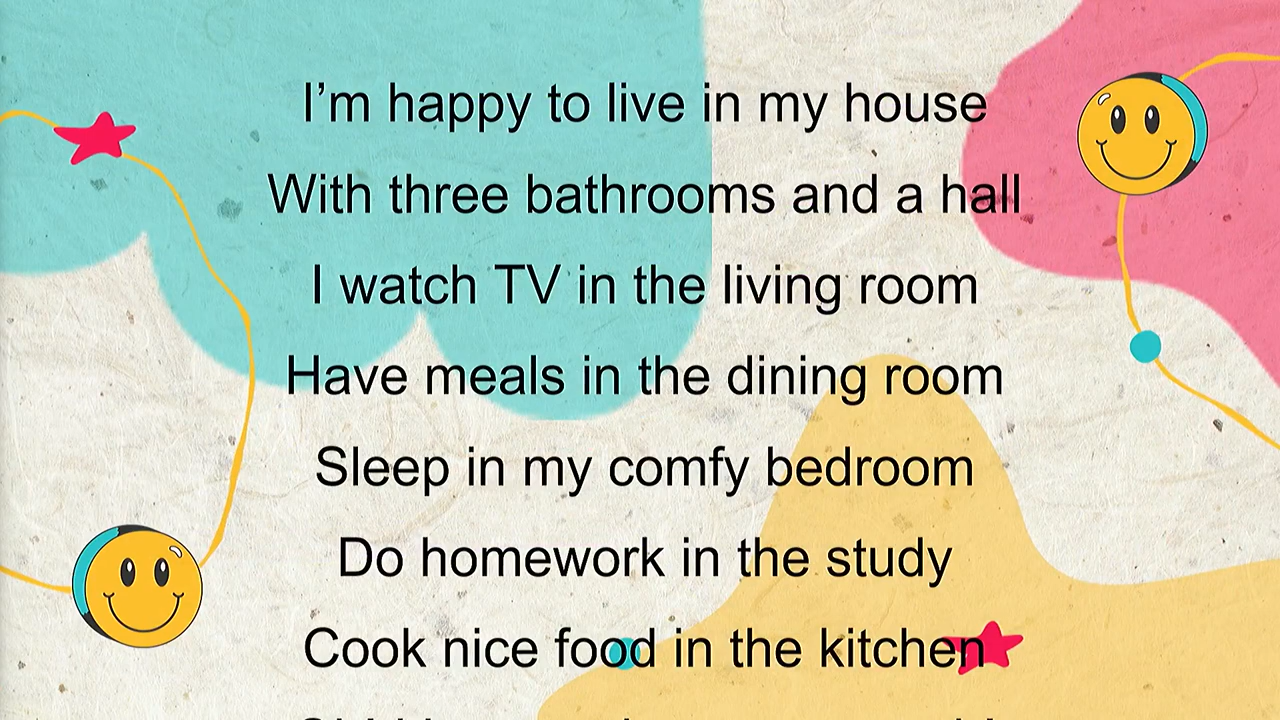 I’m happy to live in my house
With three bathrooms and a hall
I watch TV in the living room
Have meals in the dining room
Sleep in my comfy bedroom
Do homework in the study
Cook nice food in the kitchen